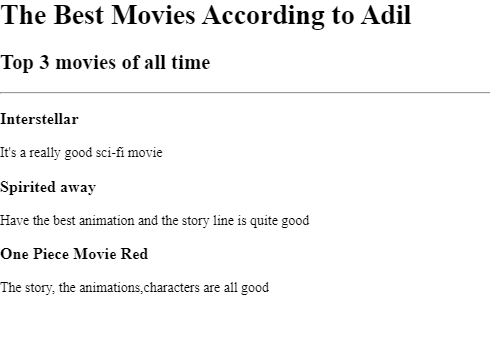 The Best Movies According to Adil
Top 3 movies of all time
Interstellar
It's a really good sci-fi movie
Spirited away
Have the best animation and the story line is quite good
One Piece Movie Red
The story, the animations,characters are all good